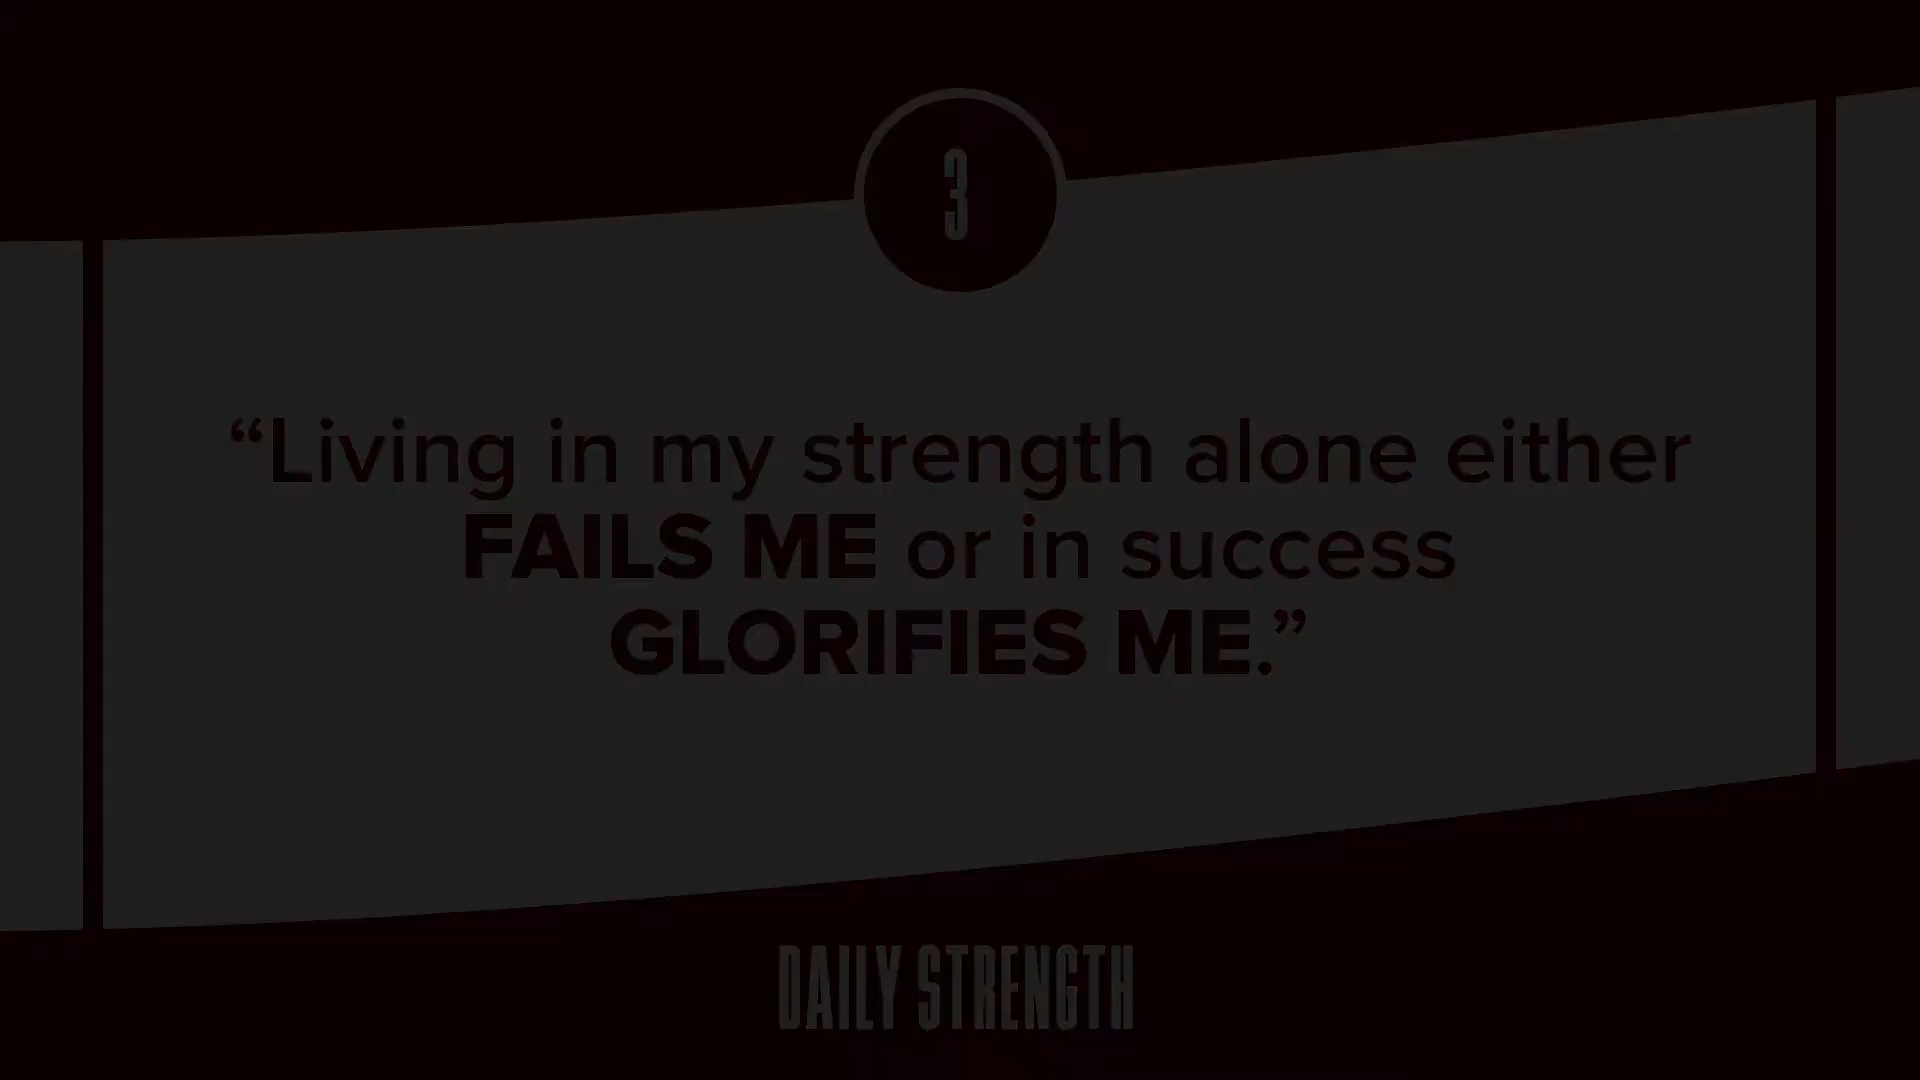 3
“Living in my strength alone either
FAILS ME or in success
GLORIFIES ME.”
DAILY STRENGTH